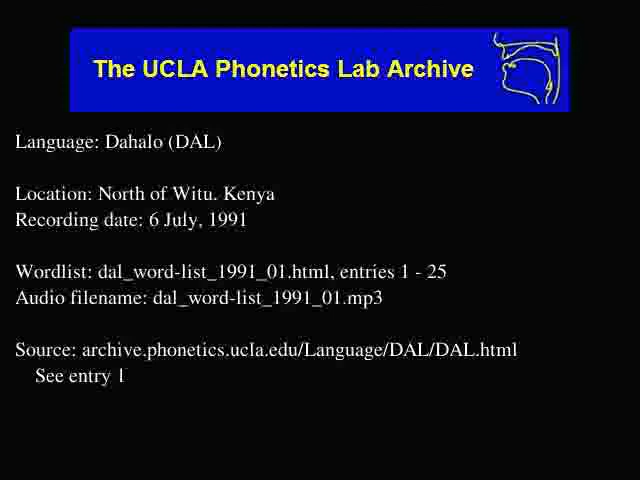 The UCLA Phonetics Lab Archive
Language: Dahalo (DAL)
Location: North of Witu. Kenya
Recording date: 6 July, 1991
Wordlist: dal_word-list_1991_01.html, entries 1 - 25
Audio filename: dal_word-list_1991_01.mp3
Source: archive.phonetics.ucla.edu/Language/DAL/DAL.html
See entry 1